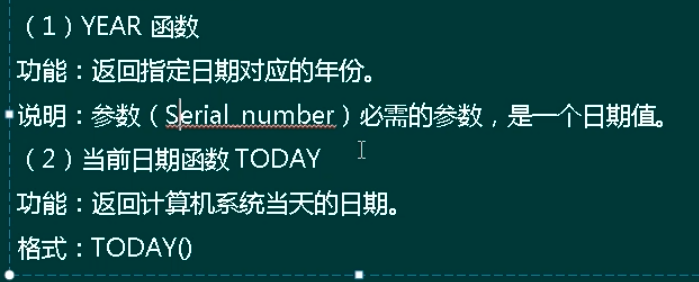 （1）YEAR 函数
功能：返回指定日期对应的年份。
说明：参数（Serial_number）必需的参数，是一个日期值。
（2）当前日期函数 TODAY
功能：返回计算机系统当天的日期。
格式：TODAY()